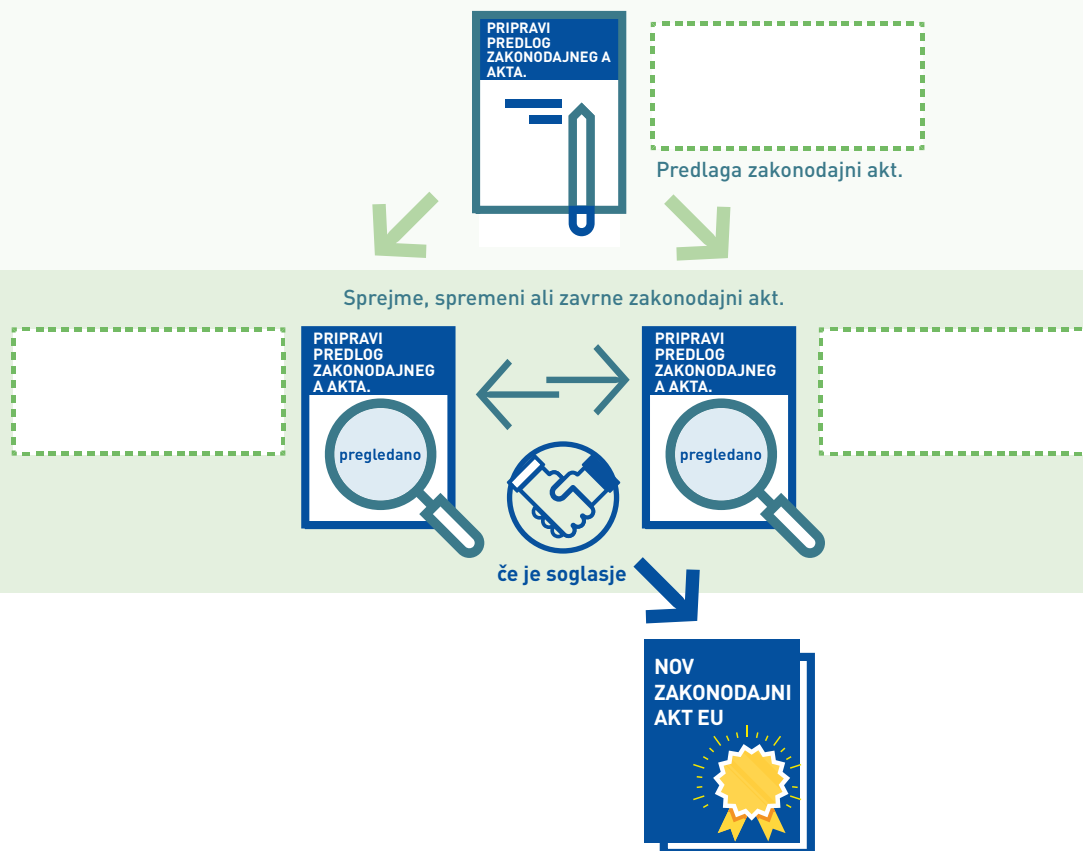 PRIPRAVI
PREDLOG
ZAKONODAJNEG A
AKTA.
Predlaga zakonodajni akt.
Sprejme, spremeni ali zavrne zakonodajni akt.
PRIPRAVI
PREDLOG
ZAKONODAJNEG
A AKTA.
pregledano
PRIPRAVI
PREDLOG
ZAKONODAJNEG
A AKTA.
pregledano
če je soglasje
NOV
ZAKONODAJNI
AKT EU